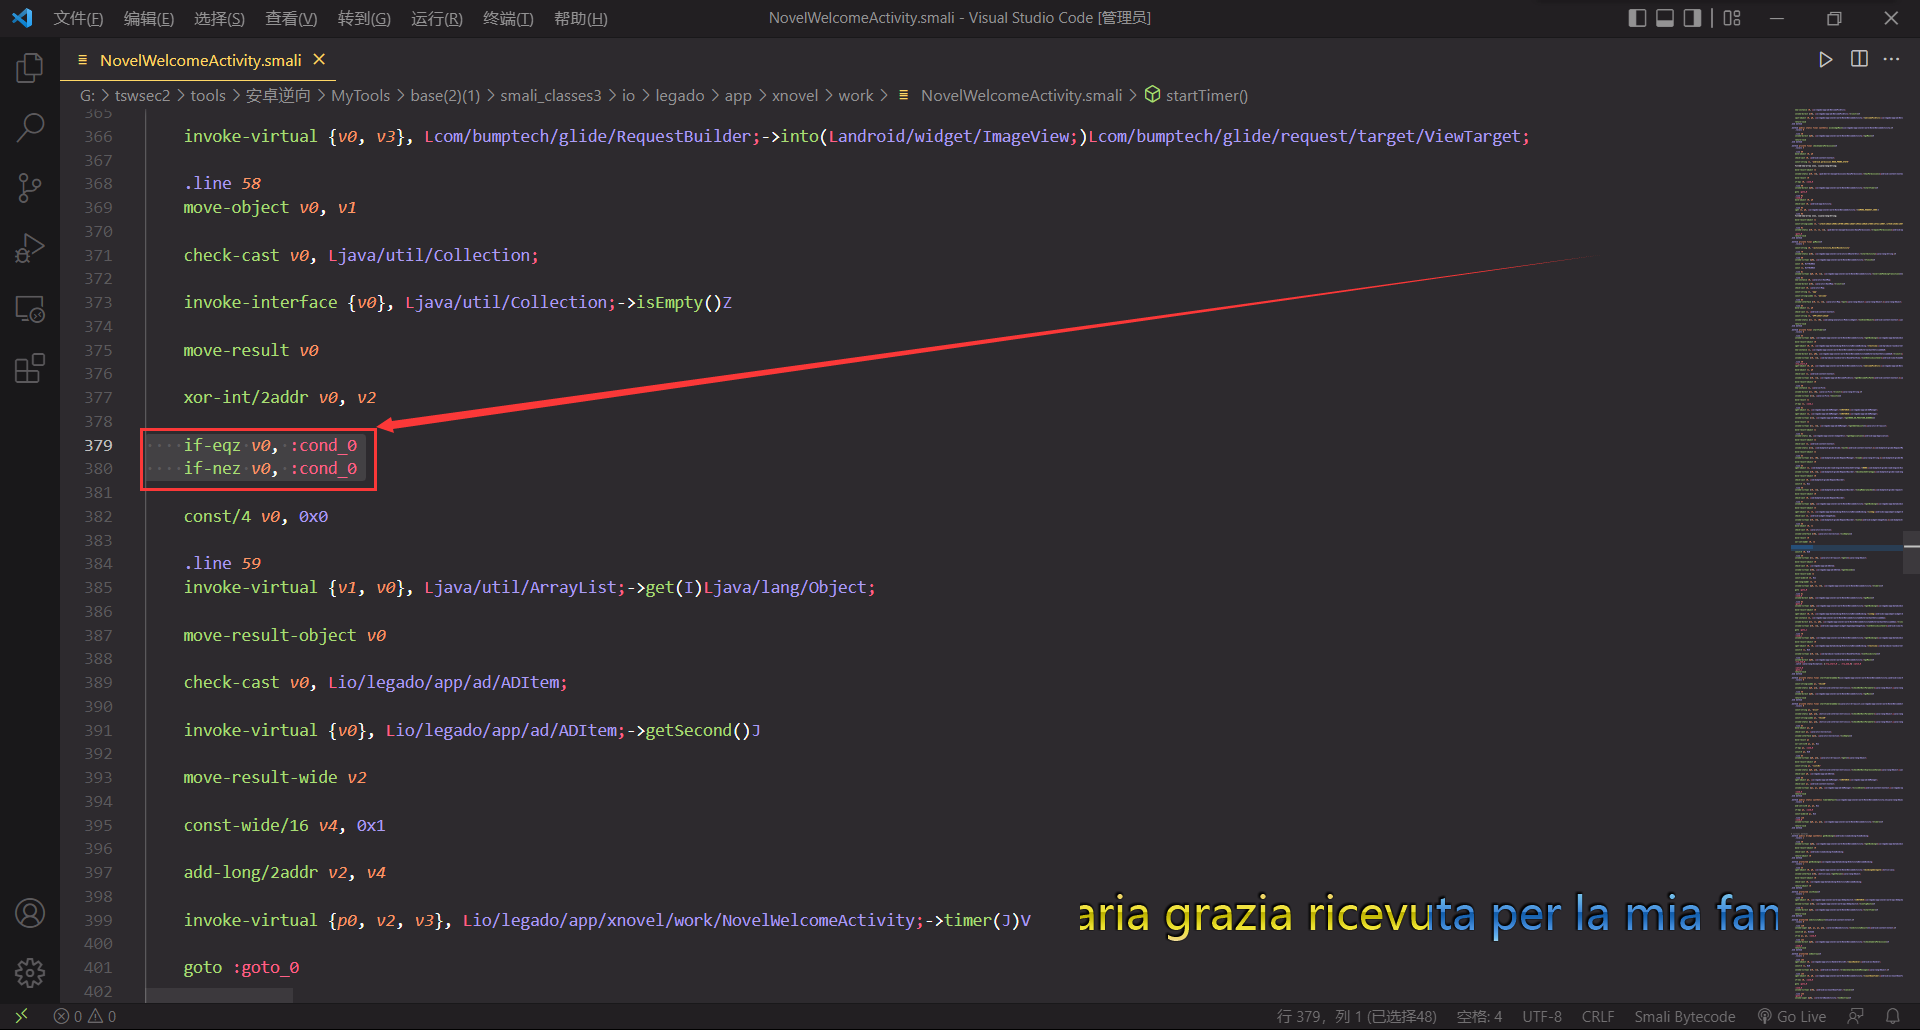 文件(F) 编辑(E) 选择(S) 查看(V) 转到(G) 运行(R) 终端(T) 帮助(H) NovelWelcomeActivity.smali - Visual Studio Code [管理员]
NovelWelcomeActivity.smali
G: > tswsec2 > tools > 安卓逆向 > MyTools > base(2)(1) > smali_classes3 > io > legado > app > xnovel > work > NovelWelcomeActivity.smali > startTimer()
365
366 invoke-virtual {v0, v3}, Lcom/bumptech/glide/RequestBuilder;->into(Landroid/widget/ImageView;)Lcom/bumptech/glide/request/target/ViewTarget;
367
368 .line 58
369 move-object v0, v1
370
371 check-cast v0, Ljava/util/Collection;
372
373 invoke-interface {v0}, Ljava/util/Collection;->isEmpty()Z
374
375 move-result v0
376
377 xor-int/2addr v0, v2
378
379 if-eqz v0, :cond_0
380 if-nez v0, :cond_0
381
382 const/4 v0, 0x0
383
384 .line 59
385 invoke-virtual {v1, v0}, Ljava/util/ArrayList;->get(I)Ljava/lang/Object;
386
387 move-result-object v0
388
389 check-cast v0, Lio/legado/app/ad/ADItem;
390
391 invoke-virtual {v0}, Lio/legado/app/ad/ADItem;->getSecond()J
392
393 move-result-wide v2
394
395 const-wide/16 v4, 0x1
396
397 add-long/2addr v2, v4
398
399 invoke-virtual {p0, v2, v3}, Lio/legado/app/xnovel/work/NovelWelcomeActivity;->timer(J)V
400
401 goto :goto_0
402
aria grazia ricevuta per la mia fam
0 0 行 379，列 1 (已选择48) 空格: 4 UTF-8 CRLF Smali Bytecode Go Live